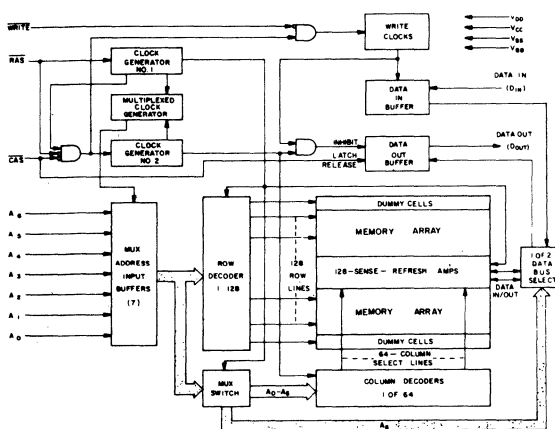 WRITE
RAS
CAS
CLOCK GENERATOR NO. 1
MULTIPLEXED CLOCK GENERATOR
CLOCK GENERATOR NO 2
WRITE CLOCKS
VDD
VCC
VBB
DATA IN (DIN)
DATA IN BUFFER
INHIBIT
LATCH RELEASE
DATA OUT BUFFER
DATA OUT (DOUT)
A6
A5
A4
A3
A2
A1
A0
MUX ADDRESS INPUT BUFFERS (7)
ROW DECODER 1 128
128 ROW LINES
DUMMY CELLS
MEMORY ARRAY
128-SENSE-REFRESH AMPS
MEMORY ARRAY
DUMMY CELLS
DATA IN/OUT
1 OF 2 DATA BUS SELECT
64-COLUMN SELECT LINES
MUX SWITCH
COLUMN DECODERS 1 OF 64